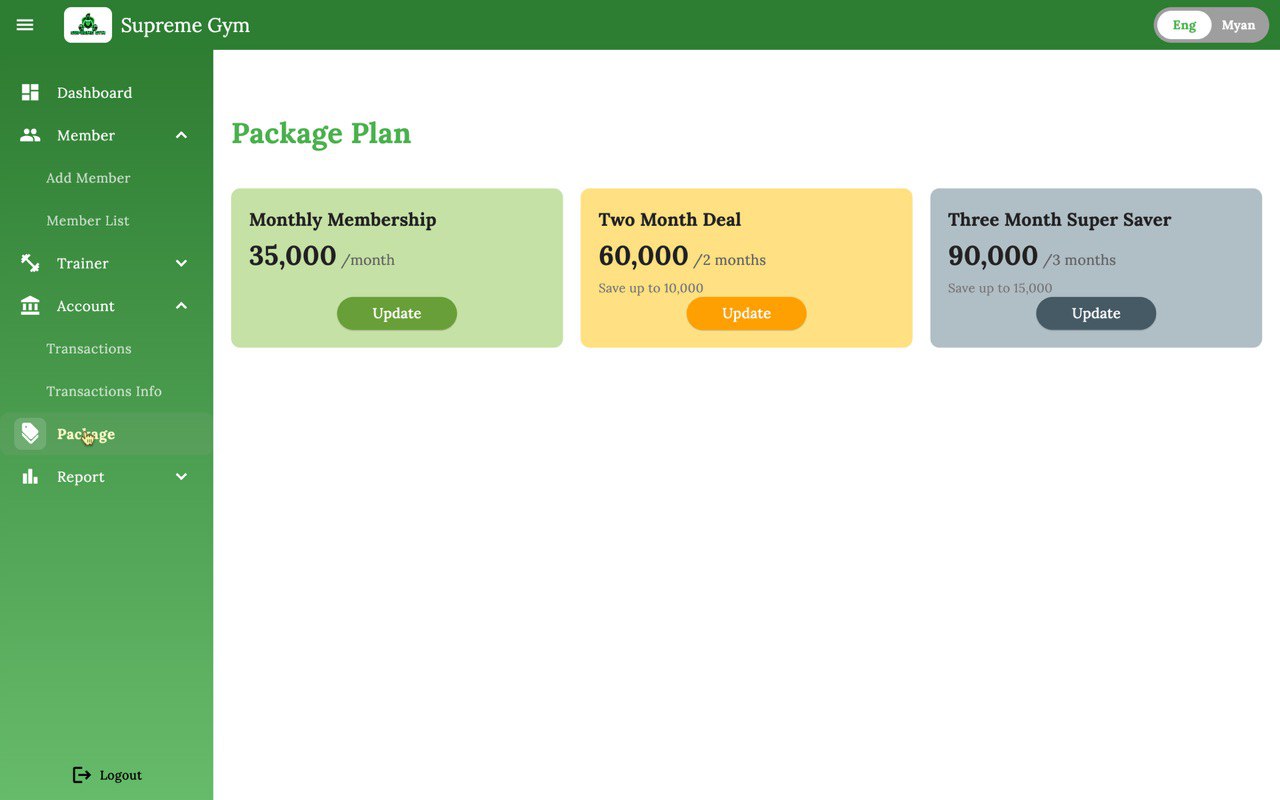 Supreme Gym
Eng Myan
Dashboard
Member
Add Member
Member List
Trainer
Account
Transactions
Transactions Info
Package
Report
Logout
Package Plan
Monthly Membership
35,000 /month
Update
Two Month Deal
60,000 /2 months
Save up to 10,000
Update
Three Month Super Saver
90,000 /3 months
Save up to 15,000
Update